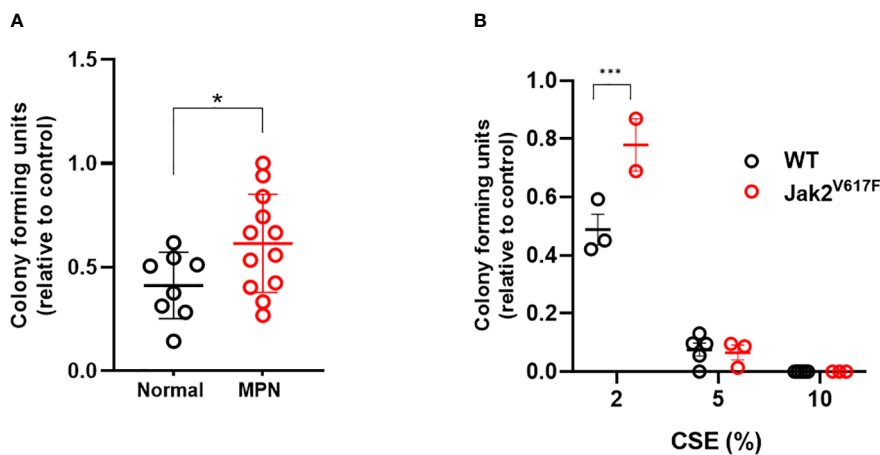 A
Colony forming units
(relative to control)
1.5
1.0
0.5
0.0
*
Normal MPN
B
Colony forming units
(relative to control)
1.0
0.8
0.6
0.4
0.2
0.0
***
WT
Jak2V617F
2 5 10
CSE (%)